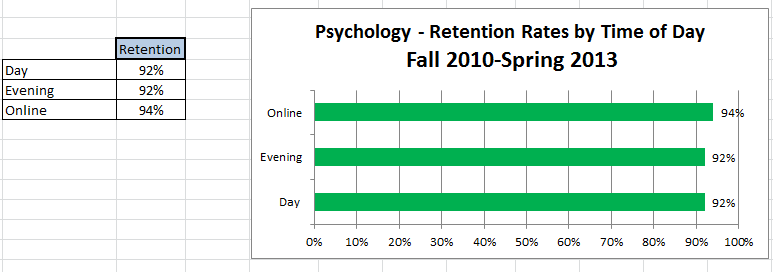 Retention
Day 92%
Evening 92%
Online 94%
Psychology - Retention Rates by Time of Day
Fall 2010-Spring 2013
Online 94%
Evening 92%
Day 92%
0% 10% 20% 30% 40% 50% 60% 70% 80% 90% 100%